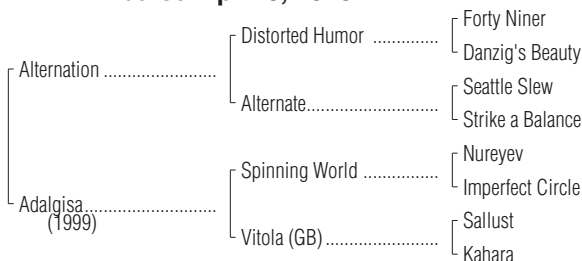 Forty Niner
Distorted Humor ..............
Danzig's Beauty
Alternation ........................
Seattle Slew
Alternate............................
Strike a Balance
Nureyev
Spinning World ................
Imperfect Circle
Adalgisa............................
(1999)
Sallust
Vitola (GB) ........................
Kahara